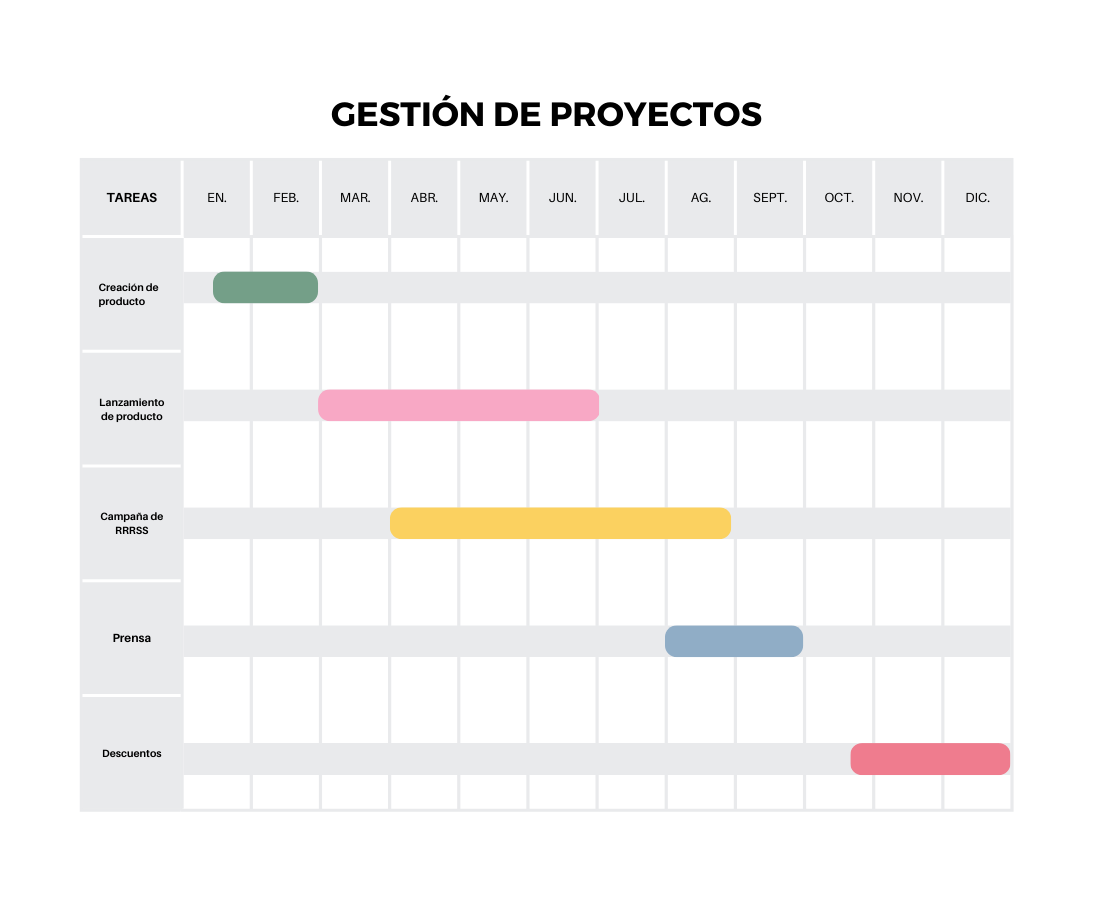 GESTIÓN DE PROYECTOS
TAREAS EN. FEB. MAR. ABR. MAY. JUN. JUL. AG. SEPT. OCT. NOV. DIC.
Creación de
producto
Lanzamiento
de producto
Campaña de
RRRSS
Prensa
Descuentos